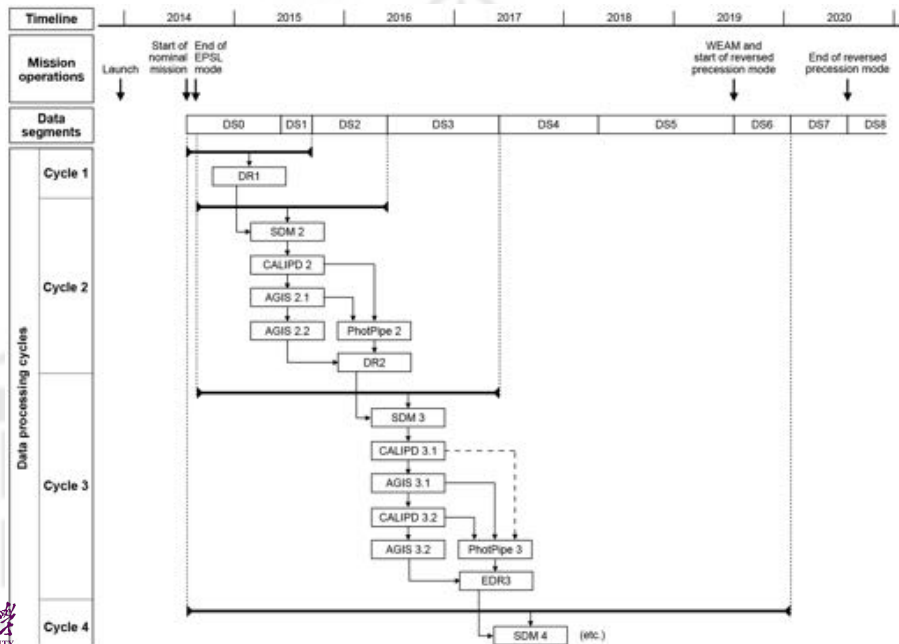 Timeline
2014 2015 2016 2017 2018 2019 2020
Mission operations
Launch
Start of nominal mission
End of EPSL mode
WEAM and start of reversed precession mode
End of reversed precession mode
Data segments
DS0 DS1 DS2 DS3 DS4 DS5 DS6 DS7 DS8
Data processing cycles
Cycle 1
DR1
Cycle 2
SDM 2
CALIPD 2
AGIS 2.1
AGIS 2.2 PhotPipe 2
DR2
Cycle 3
SDM 3
CALIPD 3.1
AGIS 3.1
CALIPD 3.2
AGIS 3.2 PhotPipe 3
EDR3
Cycle 4
SDM 4 (etc.)